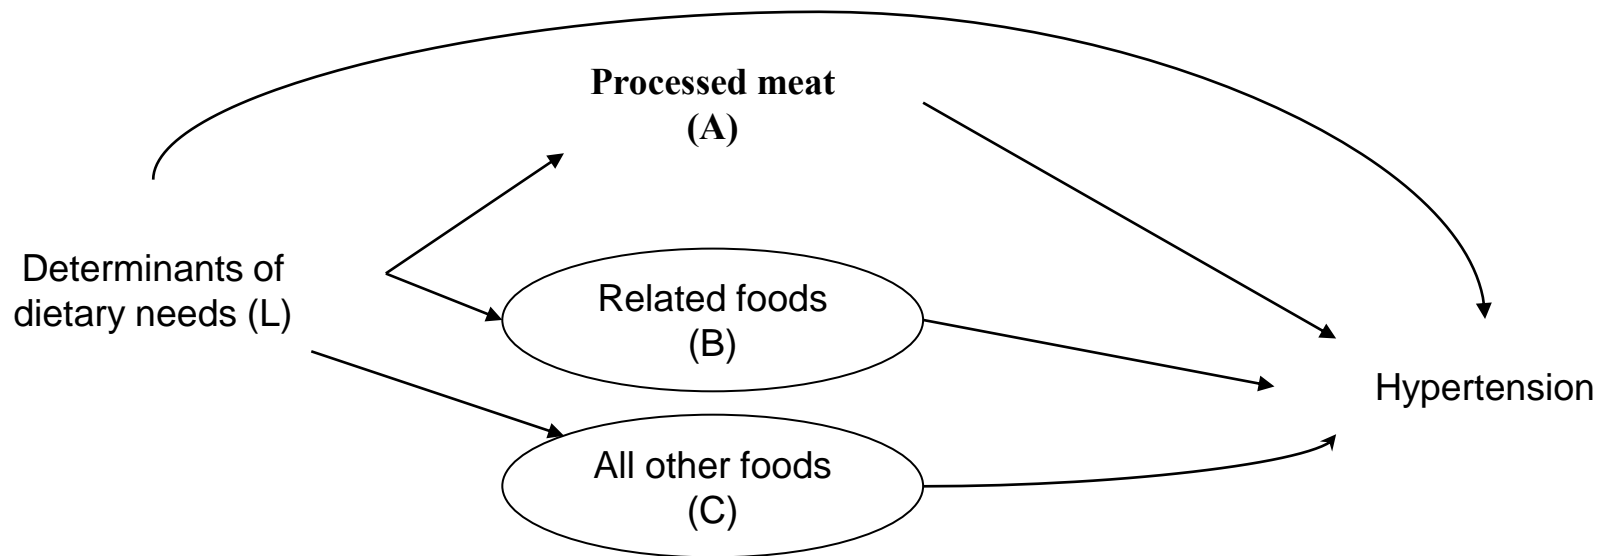 Processed meat
(A)
Determinants of
dietary needs (L)
Related foods
(B)
Hypertension
All other foods
(C)